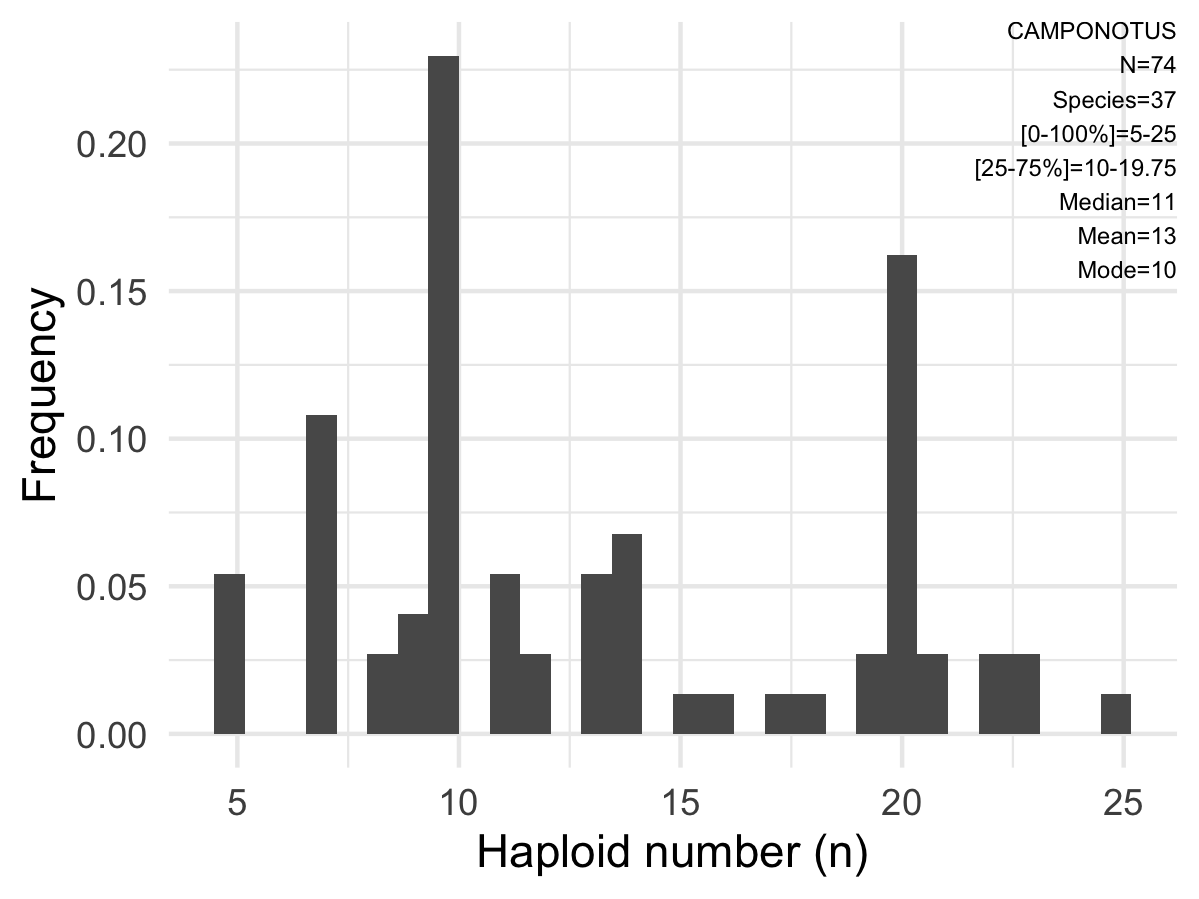 CAMPONOTUS
N=74
Species=37
[0-100%]=5-25
[25-75%]=10-19.75
Median=11
Mean=13
Mode=10
Frequency
0.20
0.15
0.10
0.05
0.00
5 10 15 20 25
Haploid number (n)